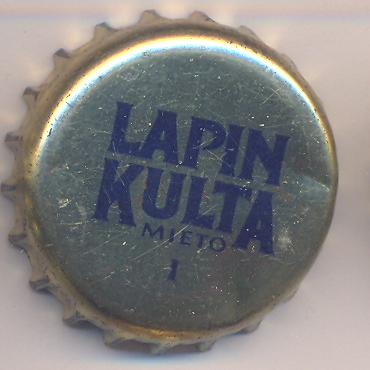 LAPIN
KULTA
MIETO
I